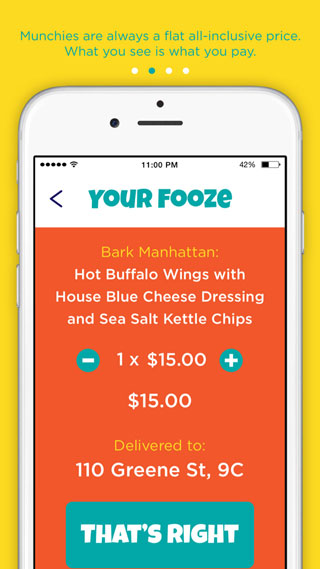 Munchies are always a flat all-inclusive price.
What you see is what you pay.
11:00 PM
42%
YOUR FOOZE
Bark Manhattan:
Hot Buffalo Wings with
House Blue Cheese Dressing
and Sea Salt Kettle Chips
1 x $15.00
$15.00
Delivered to:
110 Greene St, 9C
THAT'S RIGHT